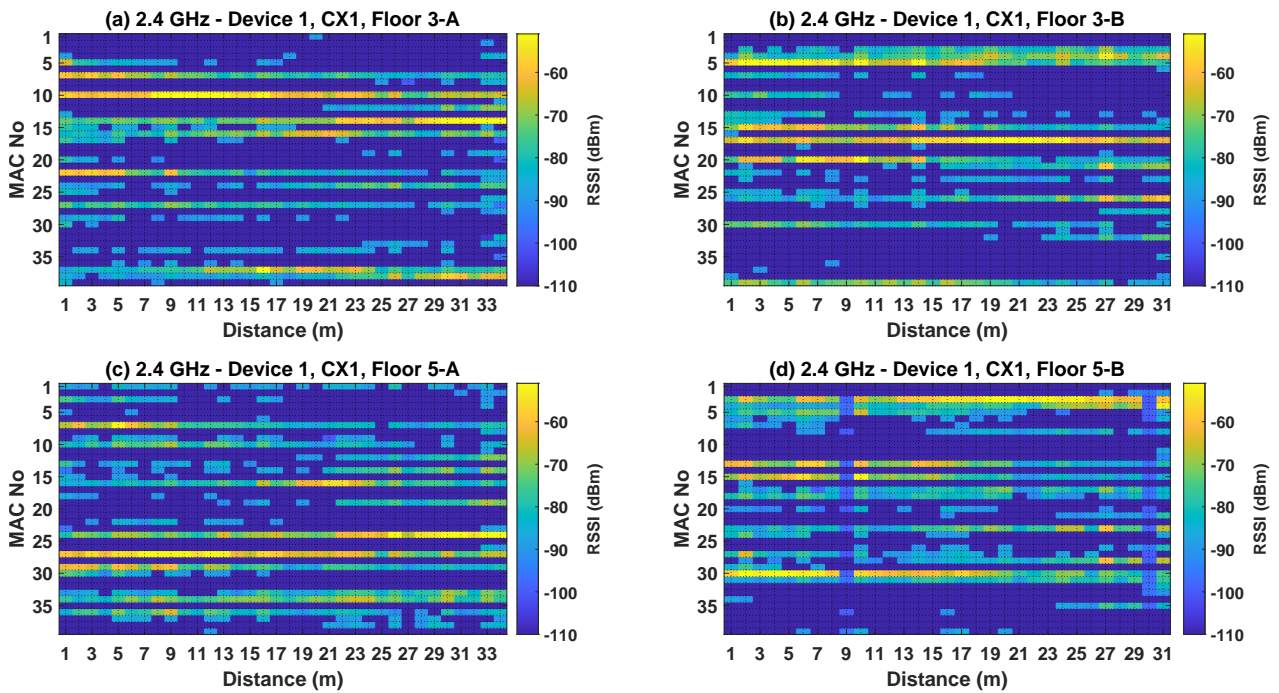 (a) 2.4 GHz - Device 1, CX1, Floor 3-A
MAC No
1
5
10
15
20
25
30
35
1 3 5 7 9 11 13 15 17 19 21 23 25 27 29 31 33
Distance (m)
-60
-70
-80
-90
-100
-110
RSSI (dBm)
(b) 2.4 GHz - Device 1, CX1, Floor 3-B
MAC No
1
5
10
15
20
25
30
35
1 3 5 7 9 11 13 15 17 19 21 23 25 27 29 31
Distance (m)
-60
-70
-80
-90
-100
-110
RSSI (dBm)
(c) 2.4 GHz - Device 1, CX1, Floor 5-A
MAC No
1
5
10
15
20
25
30
35
1 3 5 7 9 11 13 15 17 19 21 23 25 27 29 31 33
Distance (m)
-60
-70
-80
-90
-100
-110
RSSI (dBm)
(d) 2.4 GHz - Device 1, CX1, Floor 5-B
MAC No
1
5
10
15
20
25
30
35
1 3 5 7 9 11 13 15 17 19 21 23 25 27 29 31
Distance (m)
-60
-70
-80
-90
-100
-110
RSSI (dBm)